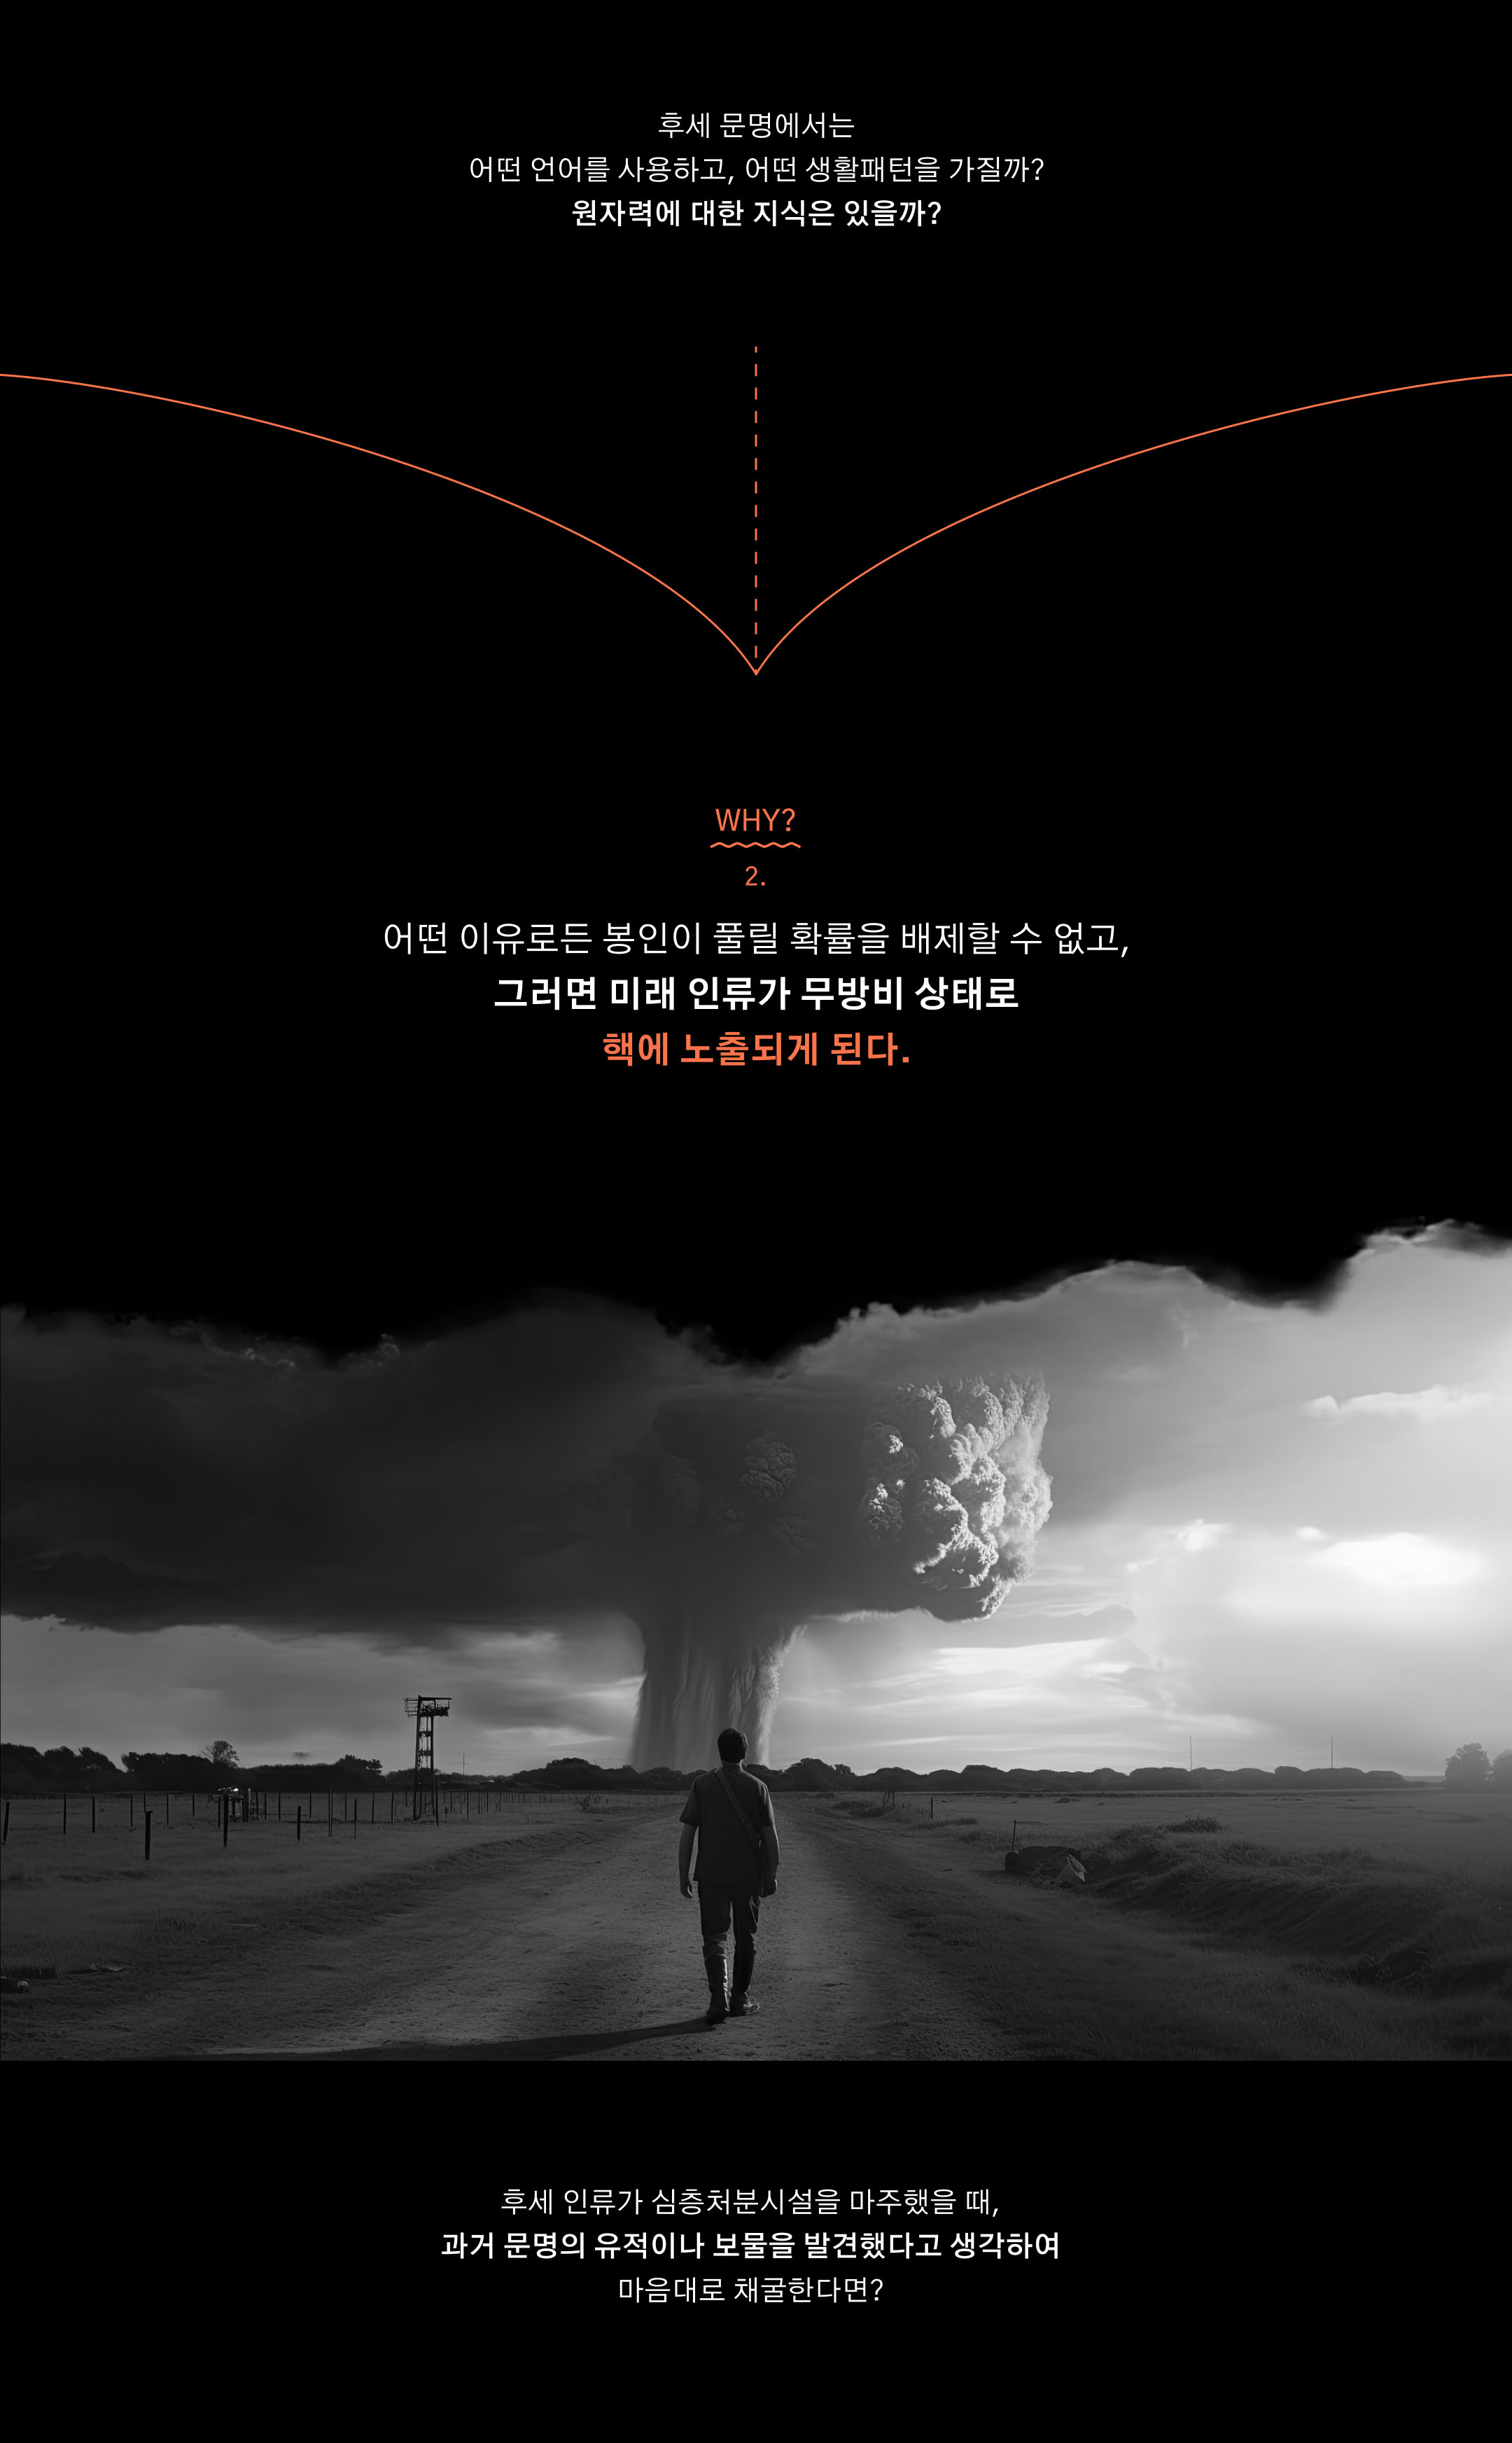 후세 문명에서는
어떤 언어를 사용하고, 어떤 생활패턴을 가질까?
원자력에 대한 지식은 있을까?
WHY?
2.
어떤 이유로든 봉인이 풀릴 확률을 배제할 수 없고,
그러면 미래 인류가 무방비 상태로
핵에 노출되게 된다.
후세 인류가 심층처분시설을 마주했을 때,
과거 문명의 유적이나 보물을 발견했다고 생각하여
마음대로 채굴한다면?